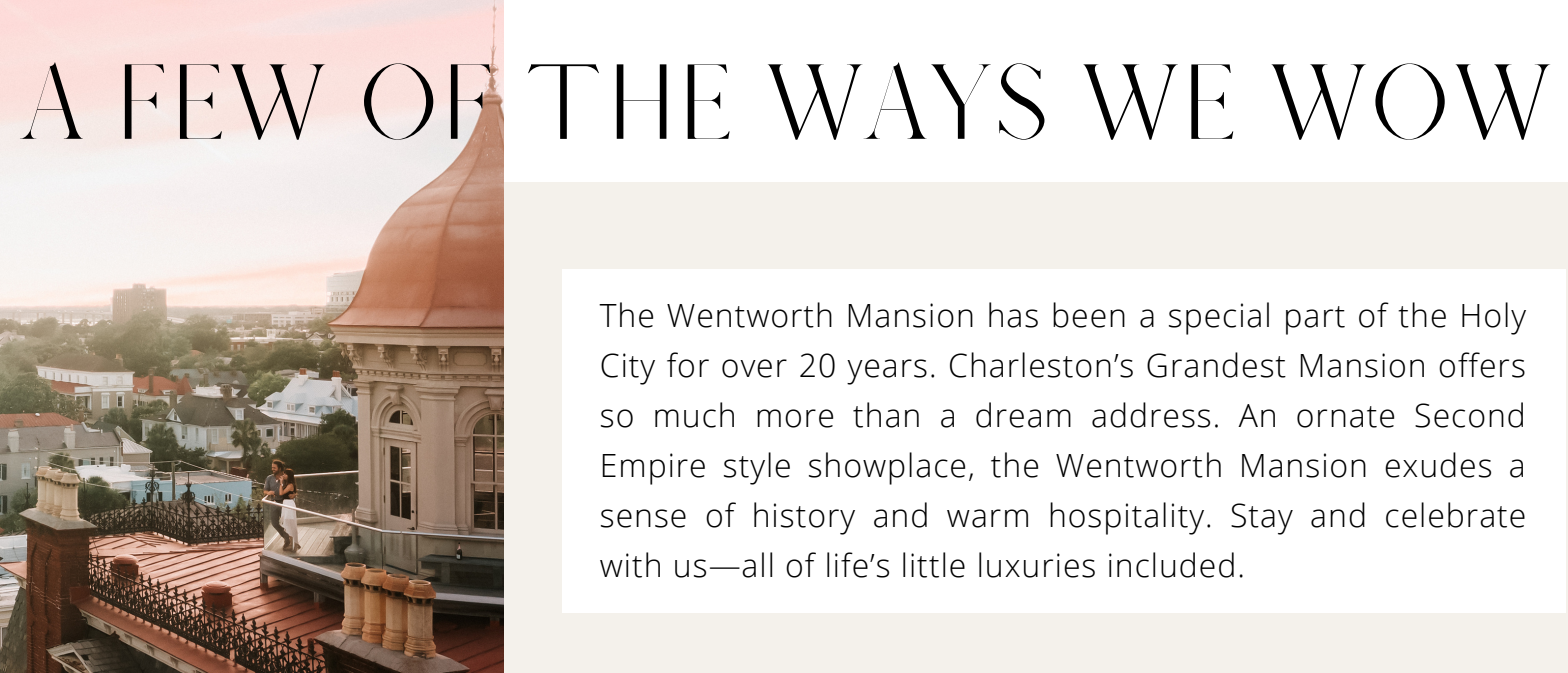 A FEW OF THE WAYS WE WOW
The Wentworth Mansion has been a special part of the Holy
City for over 20 years. Charleston’s Grandest Mansion offers
so much more than a dream address. An ornate Second
Empire style showplace, the Wentworth Mansion exudes a
sense of history and warm hospitality. Stay and celebrate
with us—all of life’s little luxuries included.